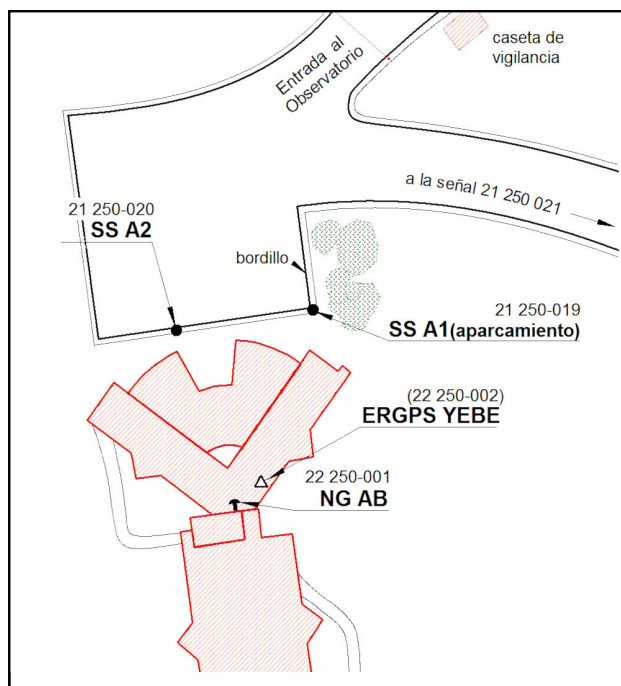 caseta de
vigilancia
Entrada al
Observatorio
a la señal 21 250 021
21 250-020
SS A2
bordillo
21 250-019
SS A1(aparcamiento)
(22 250-002)
ERGPS YEBE
22 250-001
NG AB